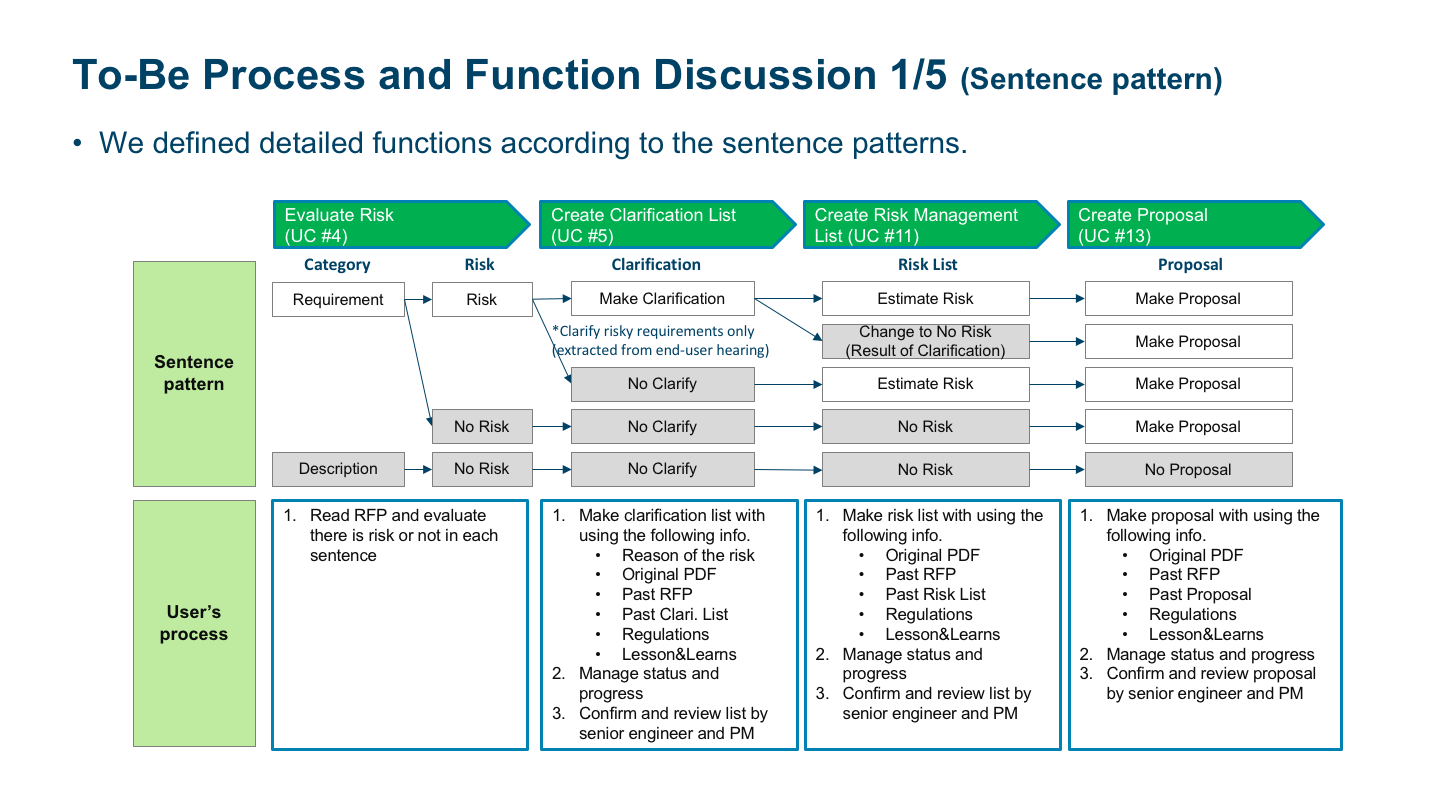 To-Be Process and Function Discussion 1/5 (Sentence pattern)
• We defined detailed functions according to the sentence patterns.
Evaluate Risk
(UC #4)
Create Clarification List
(UC #5)
Create Risk Management
List (UC #11)
Create Proposal
(UC #13)
Category
Risk
Clarification
Risk List
Proposal
Sentence
pattern
Requirement
Risk
Make Clarification
Estimate Risk
Make Proposal
*Clarify risky requirements only
(extracted from end-user hearing)
Change to No Risk
(Result of Clarification)
Make Proposal
No Clarify
Estimate Risk
Make Proposal
No Risk
No Clarify
No Risk
Make Proposal
Description
No Risk
No Clarify
No Risk
No Proposal
User's
process
1. Read RFP and evaluate
there is risk or not in each
sentence
1. Make clarification list with
using the following info.
• Reason of the risk
• Original PDF
• Past RFP
• Past Clari. List
• Regulations
• Lesson&Learns
2. Manage status and
progress
3. Confirm and review list by
senior engineer and PM
1. Make risk list with using the
following info.
• Original PDF
• Past RFP
• Past Risk List
• Regulations
• Lesson&Learns
2. Manage status and
progress
3. Confirm and review list by
senior engineer and PM
1. Make proposal with using the
following info.
• Original PDF
• Past RFP
• Past Proposal
• Regulations
• Lesson&Learns
2. Manage status and progress
3. Confirm and review proposal
by senior engineer and PM